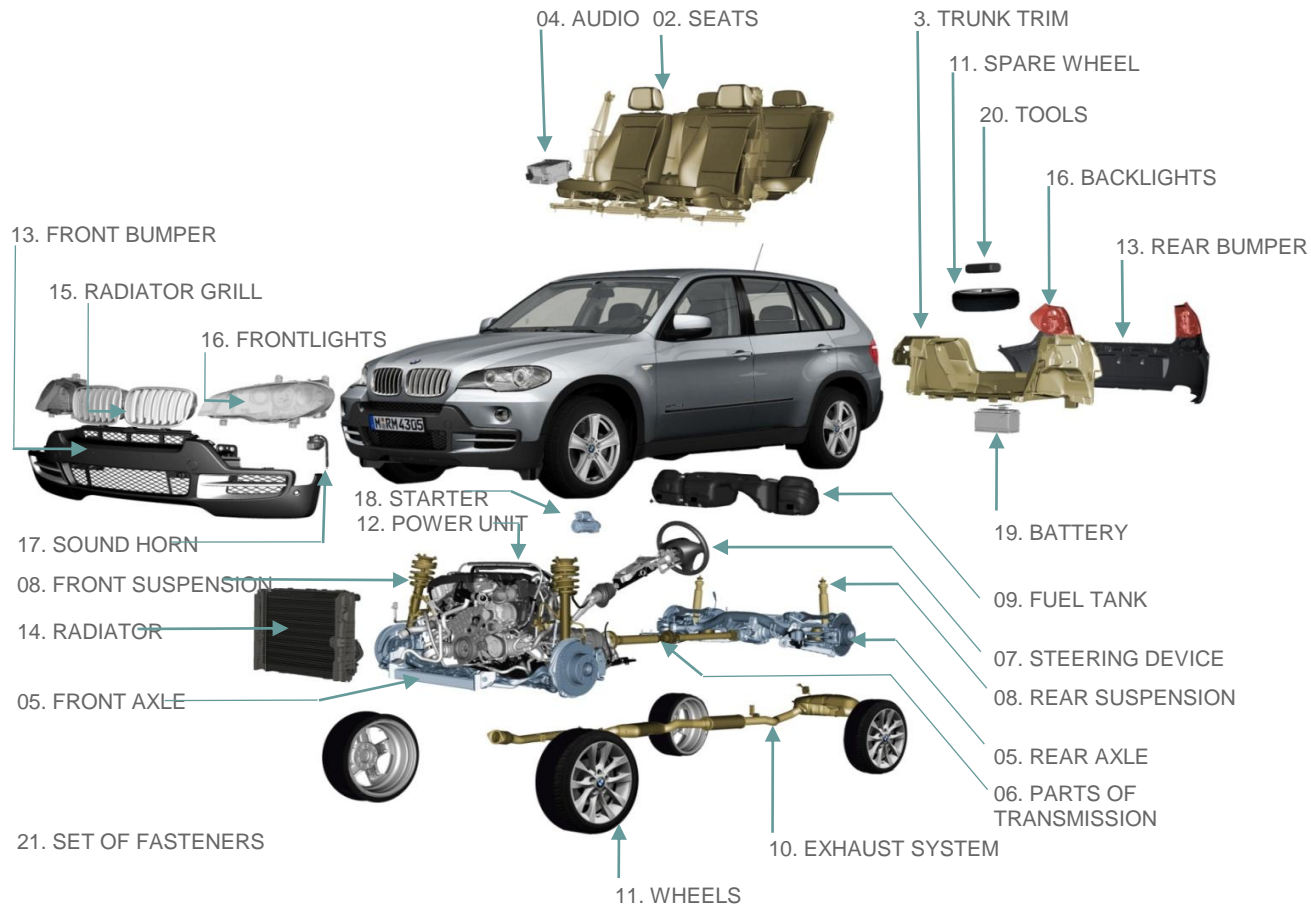 04. AUDIO
02. SEATS
3. TRUNK TRIM
11. SPARE WHEEL
20. TOOLS
16. BACKLIGHTS
13. FRONT BUMPER
13. REAR BUMPER
15. RADIATOR GRILL
16. FRONTLIGHTS
M RM 4305
18. STARTER
12. POWER UNIT
19. BATTERY
17. SOUND HORN
08. FRONT SUSPENSION
09. FUEL TANK
14. RADIATOR
07. STEERING DEVICE
05. FRONT AXLE
08. REAR SUSPENSION
05. REAR AXLE
06. PARTS OF
TRANSMISSION
21. SET OF FASTENERS
10. EXHAUST SYSTEM
11. WHEELS